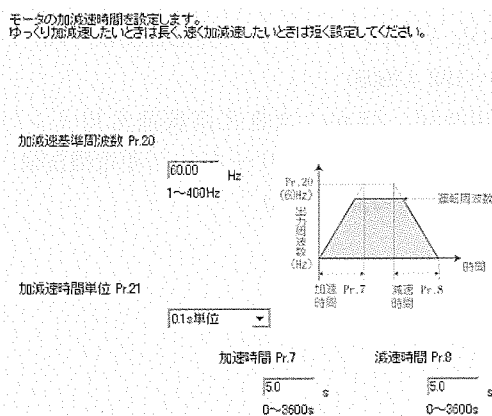 モータの加減速時間を設定します。
ゆっくり加減速したいときは長く、速く加減速したいときは短く設定してください。
加減速基準周波数 Pr.20
60.00 Hz
1～400Hz
Pr.20
(60Hz)
出力周波数
(Hz)
運転周波数
時間
加速時間 Pr.7
減速時間 Pr.8
加減速時間単位 Pr.21
0.1s単位
加速時間 Pr.7
減速時間 Pr.8
5.0 s
5.0 s
0～3600s
0～3600s